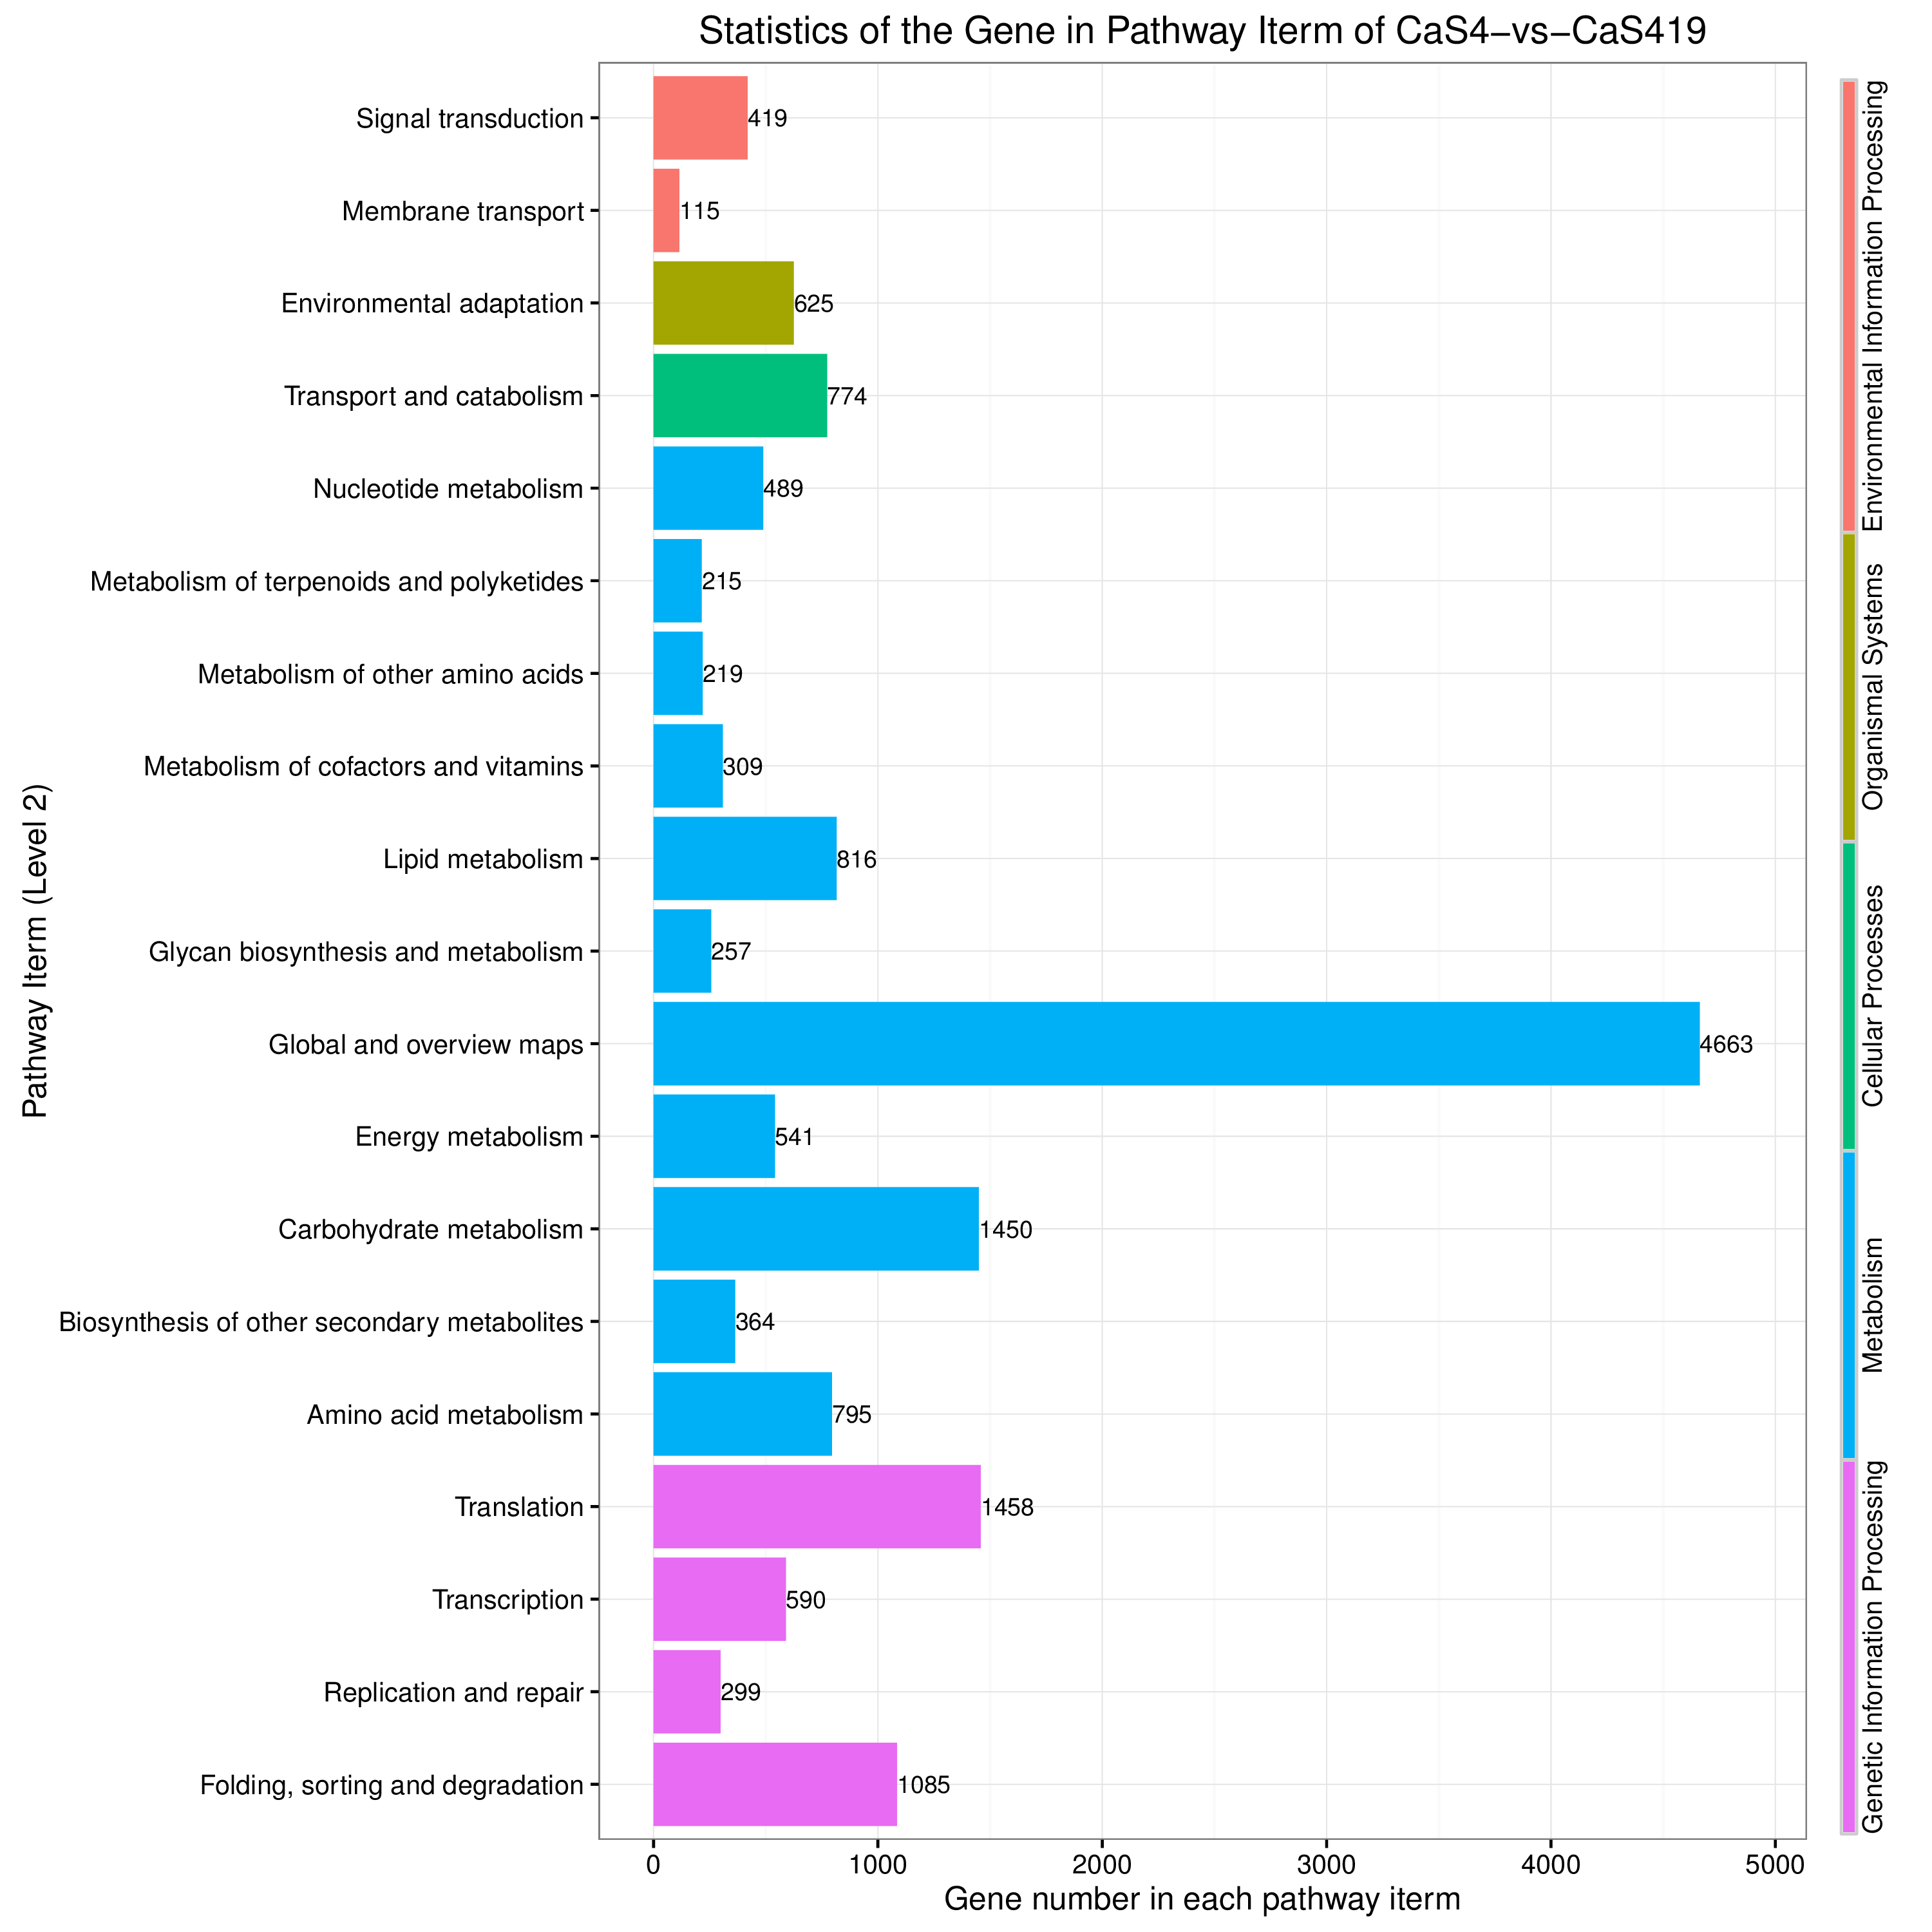 Statistics of the Gene in Pathway Iterm of CaS4−vs−CaS419
Signal transduction
419
Membrane transport
115
Environmental adaptation
625
Transport and catabolism
774
Nucleotide metabolism
489
Metabolism of terpenoids and polyketides
215
Metabolism of other amino acids
219
Metabolism of cofactors and vitamins
309
Lipid metabolism
816
Glycan biosynthesis and metabolism
257
Global and overview maps
4663
Energy metabolism
541
Carbohydrate metabolism
1450
Biosynthesis of other secondary metabolites
364
Amino acid metabolism
795
Translation
1458
Transcription
590
Replication and repair
299
Folding, sorting and degradation
1085
0 1000 2000 3000 4000 5000
Gene number in each pathway iterm
Pathway Iterm (Level 2)
Environmental Information Processing
Organismal Systems
Cellular Processes
Metabolism
Genetic Information Processing